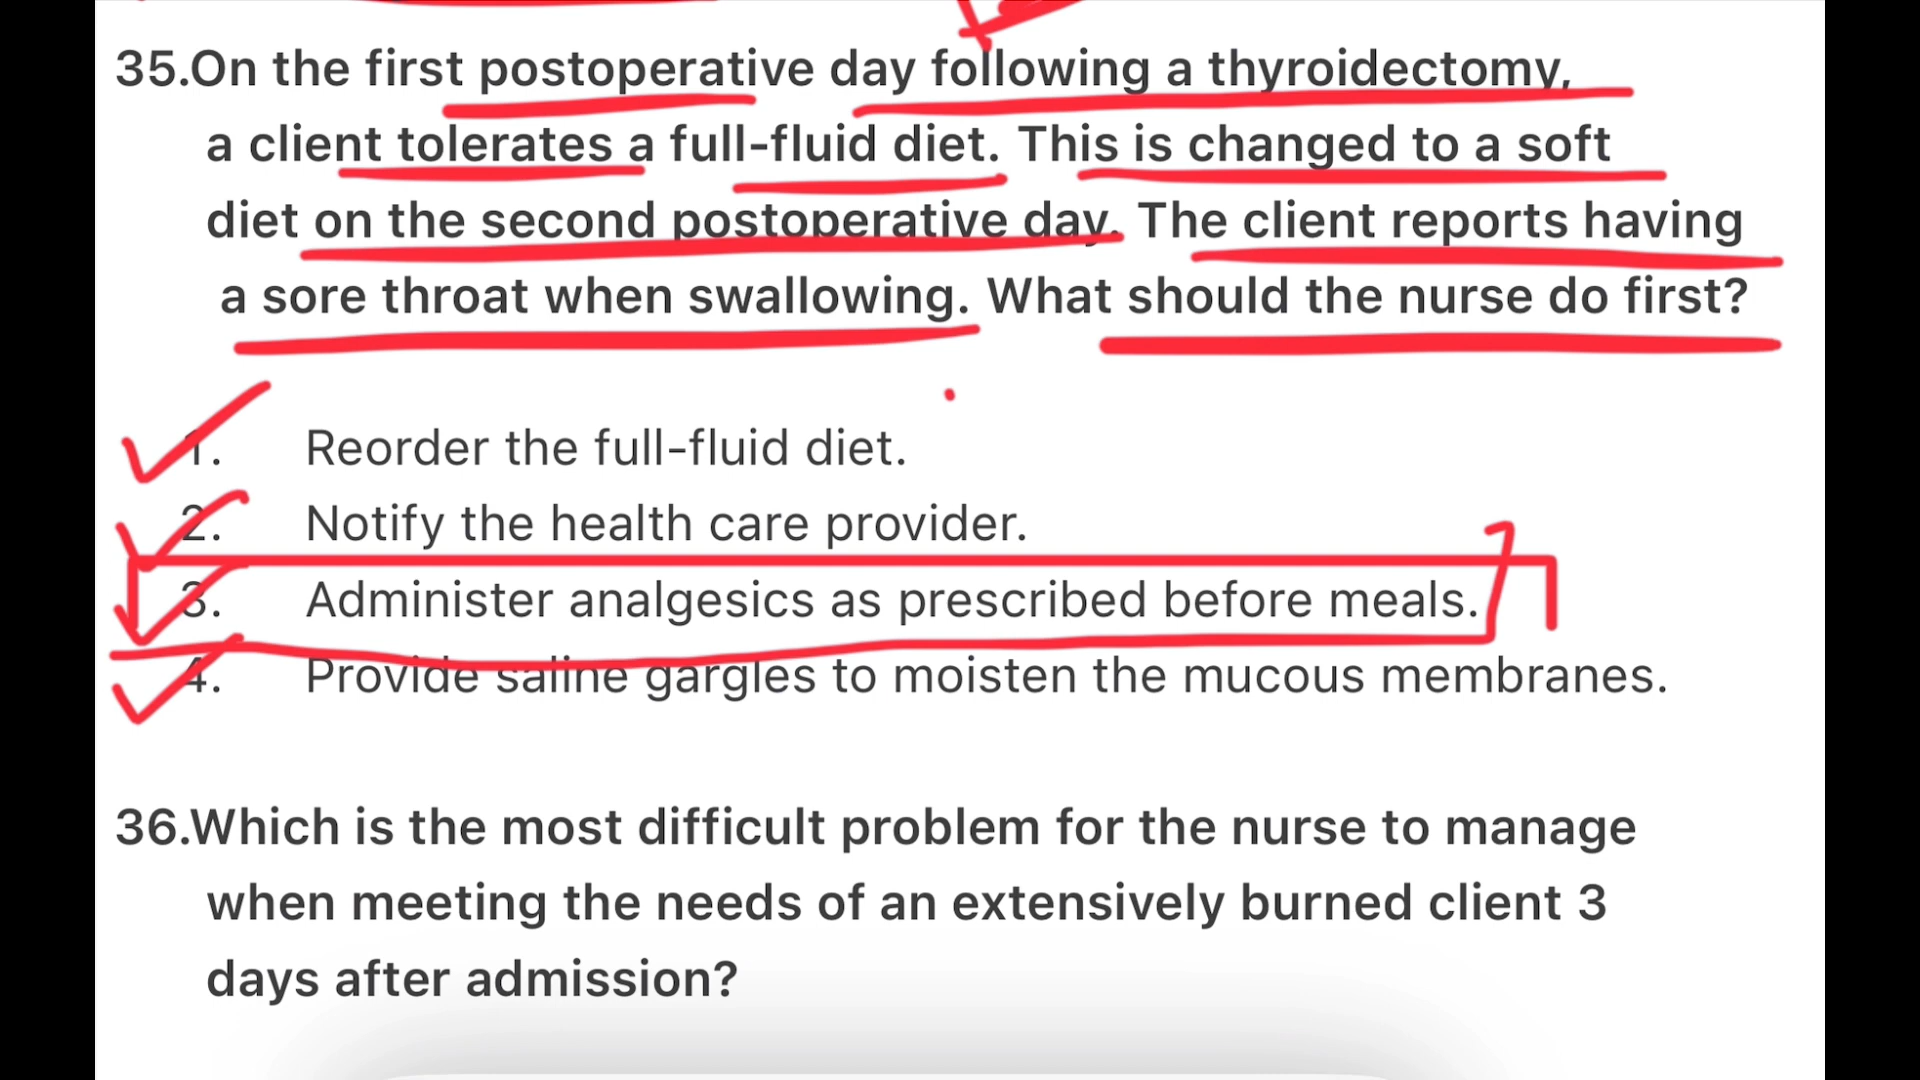 35.On the first postoperative day following a thyroidectomy,
a client tolerates a full-fluid diet. This is changed to a soft
diet on the second postoperative day. The client reports having
a sore throat when swallowing. What should the nurse do first?
1. Reorder the full-fluid diet.
2. Notify the health care provider.
3. Administer analgesics as prescribed before meals.
4. Provide saline gargles to moisten the mucous membranes.
36.Which is the most difficult problem for the nurse to manage
when meeting the needs of an extensively burned client 3
days after admission?